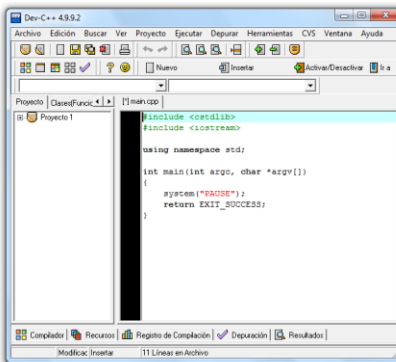 Dev-C++ 4.9.9.2
Archivo Edición Buscar Ver Proyecto Ejecutar Depurar Herramientas CVS Ventana Ayuda
Nuevo Insertar Activar/Desactivar Ir a
Proyecto Clases(Funcic
[*] main.cpp
Proyecto 1
#include <cstdlib>
#include <iostream>
using namespace std;
int main(int argc, char *argv[])
{
system("PAUSE");
return EXIT_SUCCESS;
}
Compilador Recursos Registro de Compilación Depuración Resultados
Modificac Insertar 11 Líneas en Archivo